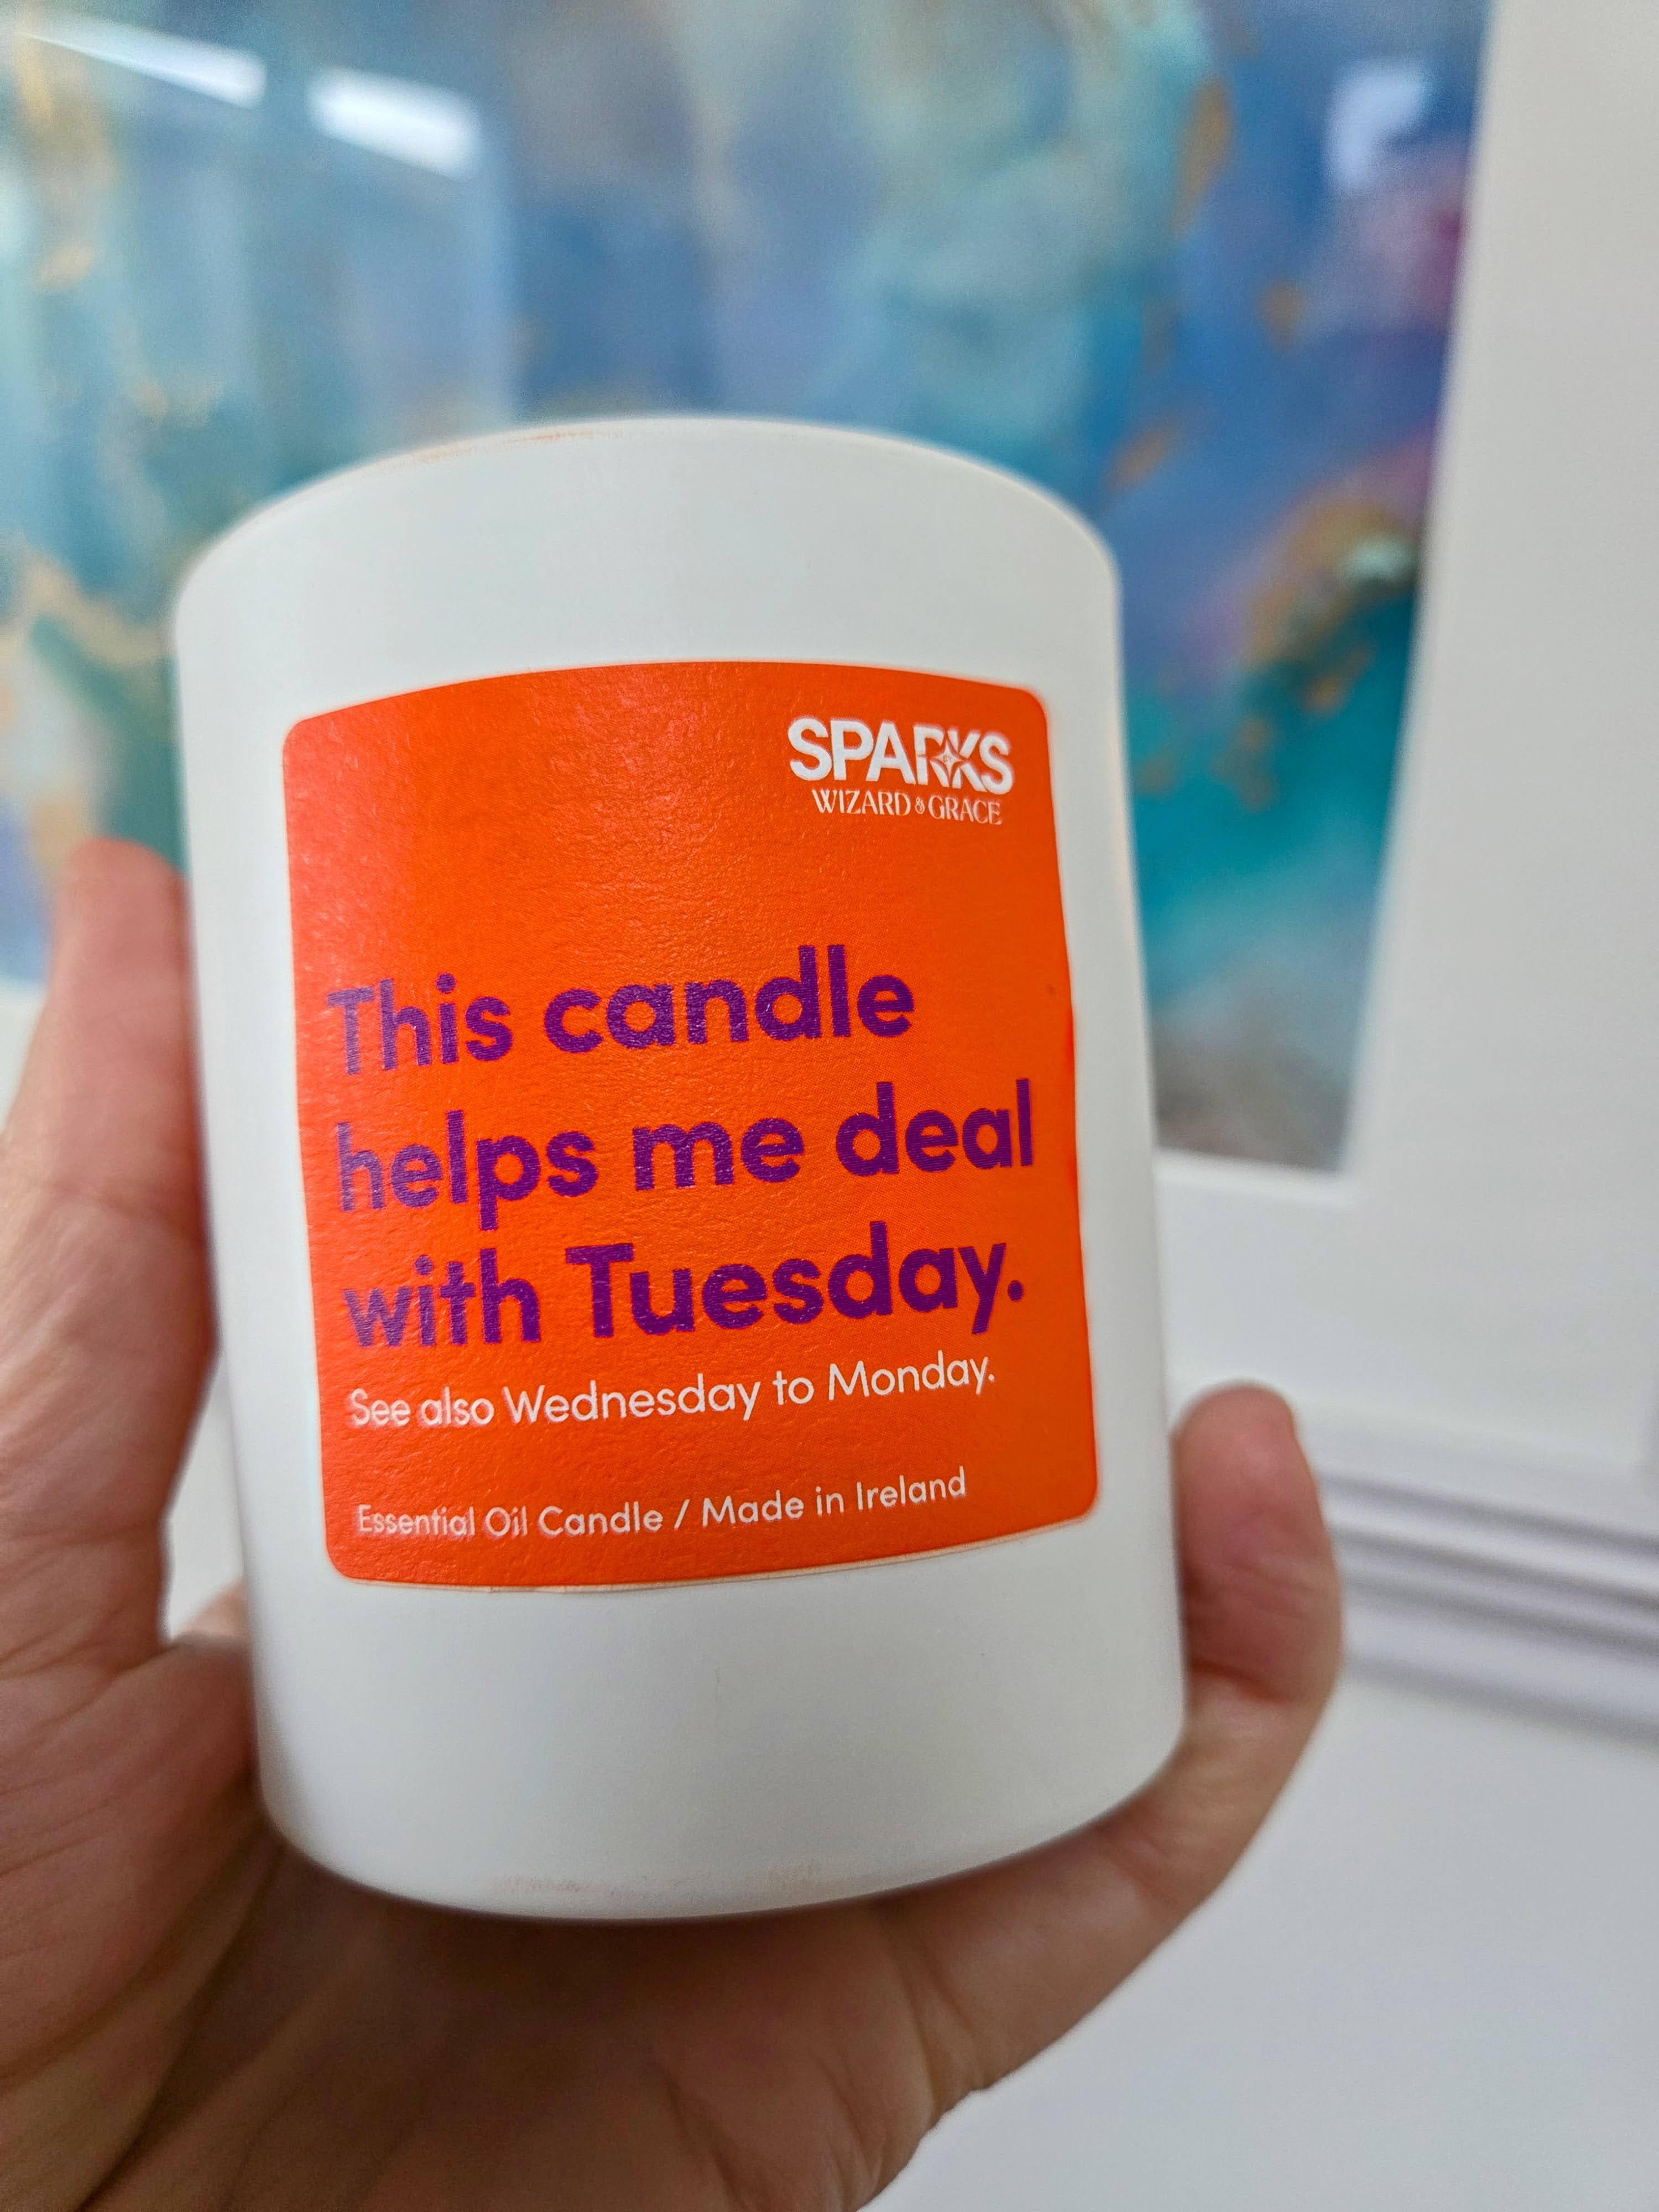 SPARKS
BY
WIZARD & GRACE
This candle
helps me deal
with Tuesday.
See also Wednesday to Monday.
Essential Oil Candle / Made in Ireland